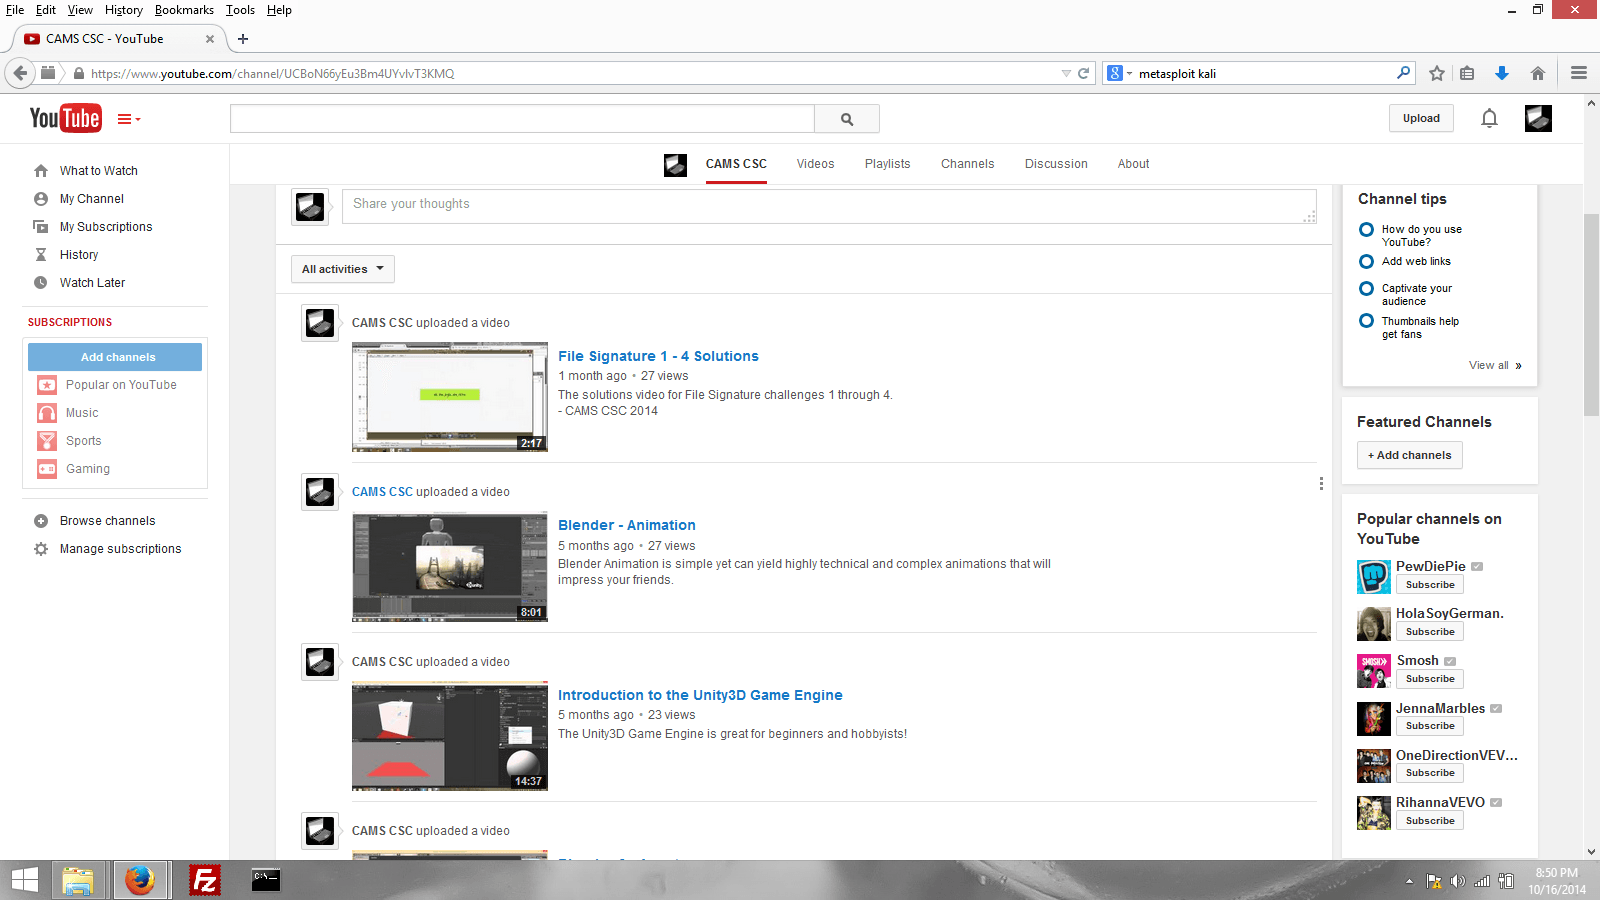 File Edit View History Bookmarks Tools Help
CAMS CSC - YouTube
https://www.youtube.com/channel/UCBoN66yEu3Bm4UYvIvT3KMQ
metasploit kali
YouTube
Upload
CAMS CSC Videos Playlists Channels Discussion About
What to Watch
My Channel
My Subscriptions
History
Watch Later
SUBSCRIPTIONS
Add channels
Popular on YouTube
Music
Sports
Gaming
Browse channels
Manage subscriptions
Share your thoughts
All activities
CAMS CSC uploaded a video
2:17
File Signature 1 - 4 Solutions
1 month ago • 27 views
The solutions video for File Signature challenges 1 through 4.
- CAMS CSC 2014
CAMS CSC uploaded a video
8:01
Blender - Animation
5 months ago • 27 views
Blender Animation is simple yet can yield highly technical and complex animations that will
impress your friends.
CAMS CSC uploaded a video
14:37
Introduction to the Unity3D Game Engine
5 months ago • 23 views
The Unity3D Game Engine is great for beginners and hobbyists!
CAMS CSC uploaded a video
Channel tips
How do you use
YouTube?
Add web links
Captivate your
audience
Thumbnails help
get fans
View all »
Featured Channels
+ Add channels
Popular channels on
YouTube
PewDiePie
Subscribe
HolaSoyGerman.
Subscribe
Smosh
Subscribe
JennaMarbles
Subscribe
OneDirectionVEV...
Subscribe
RihannaVEVO
Subscribe
8:50 PM
10/16/2014